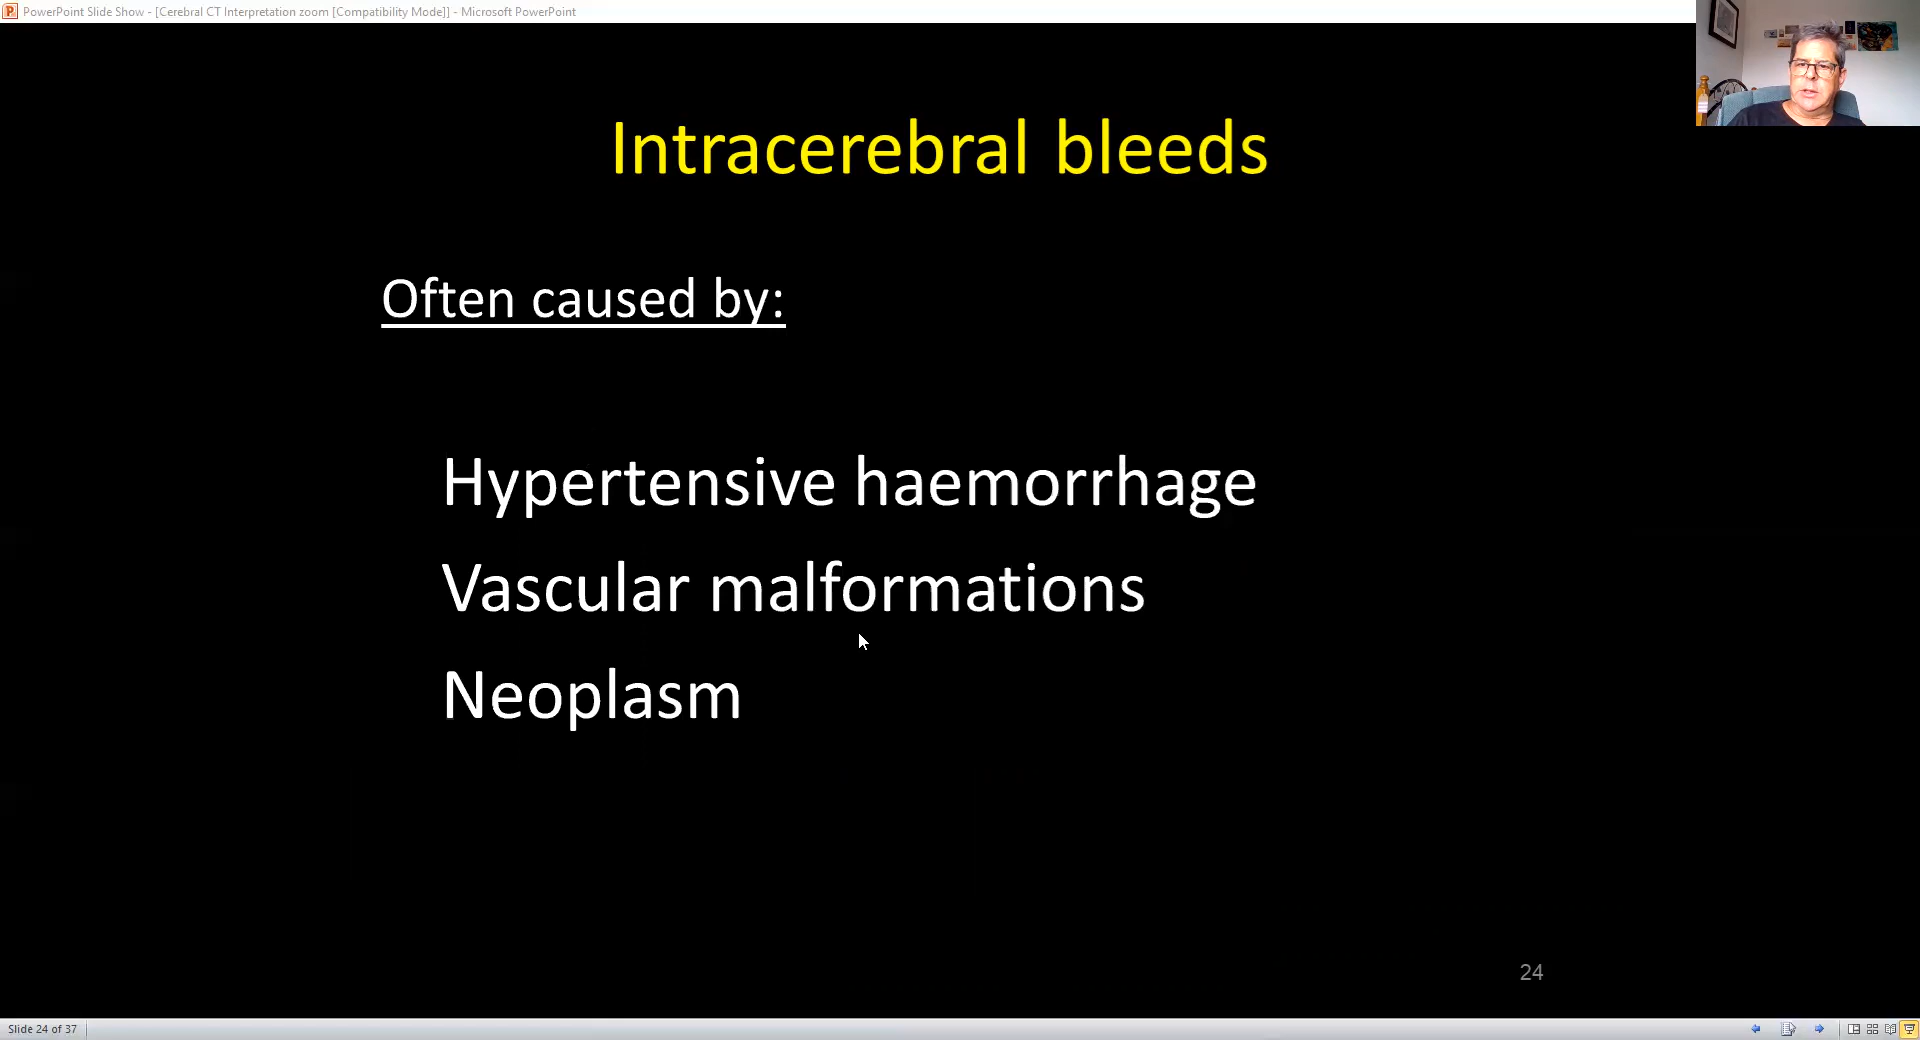 PowerPoint Slide Show - [Cerebral CT Interpretation zoom [Compatibility Mode]] - Microsoft PowerPoint
Intracerebral bleeds
Often caused by:
Hypertensive haemorrhage
Vascular malformations
Neoplasm
24
Slide 24 of 37